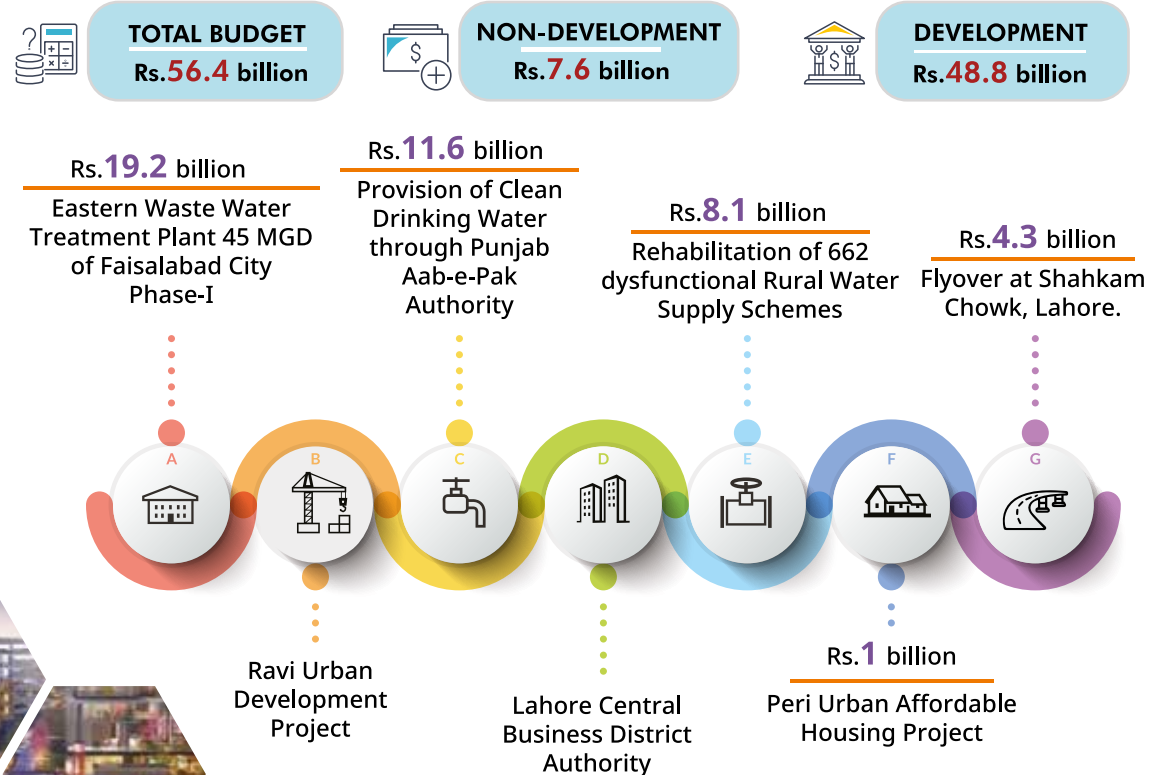 TOTAL BUDGET
Rs.56.4 billion
NON-DEVELOPMENT
Rs.7.6 billion
DEVELOPMENT
Rs.48.8 billion
Rs.19.2 billion
Eastern Waste Water
Treatment Plant 45 MGD
of Faisalabad City
Phase-I
Rs.11.6 billion
Provision of Clean
Drinking Water
through Punjab
Aab-e-Pak
Authority
Rs.8.1 billion
Rehabilitation of 662
dysfunctional Rural Water
Supply Schemes
Rs.4.3 billion
Flyover at Shahkam
Chowk, Lahore.
A
B
C
D
E
F
G
Ravi Urban
Development
Project
Lahore Central
Business District
Authority
Rs.1 billion
Peri Urban Affordable
Housing Project